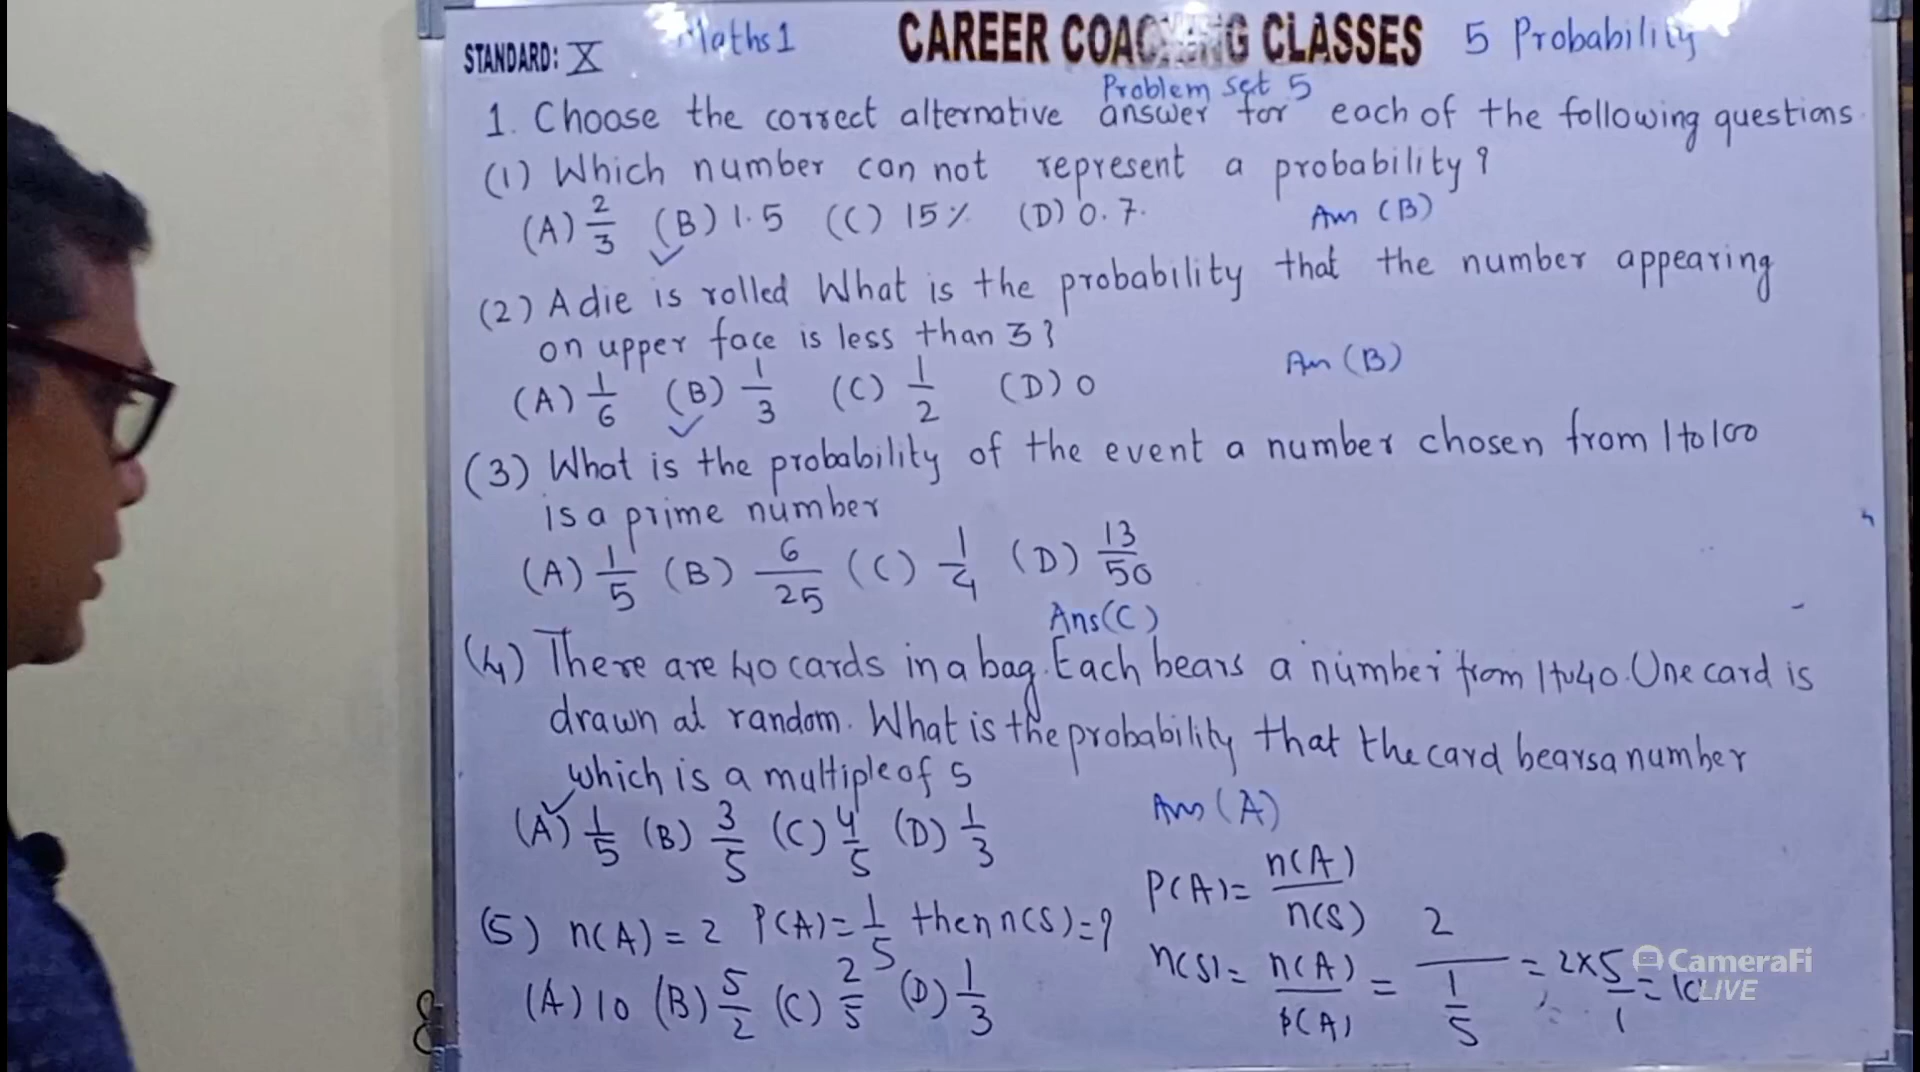 STANDARD: X Maths 1 CAREER COACHING CLASSES 5 Probability
Problem set 5
1. Choose the correct alternative answer for each of the following questions.
(1) Which number can not represent a probability?
(A) 2/3 (B) 1.5 (C) 15% (D) 0.7. Ans (B)
(2) A die is rolled What is the probability that the number appearing
on upper face is less than 3?
(A) 1/6 (B) 1/3 (C) 1/2 (D) 0 Ans (B)
(3) What is the probability of the event a number chosen from 1 to 100
is a prime number
(A) 1/5 (B) 6/25 (C) 1/4 (D) 13/50
Ans (C)
(4) There are 40 cards in a bag. Each bears a number from 1 to 40. One card is
drawn at random. What is the probability that the card bears a number
which is a multiple of 5
(A) 1/5 (B) 3/5 (C) 4/5 (D) 1/3 Ans (A)
P(A) = n(A)/n(S)
(5) n(A) = 2 P(A) = 1/5 then n(S) = ?
n(S) = n(A)/P(A) = 2/(1/5) = 2×5/1 = 10
(A) 10 (B) 5/2 (C) 2/5 (D) 1/3
CameraFi
LIVE